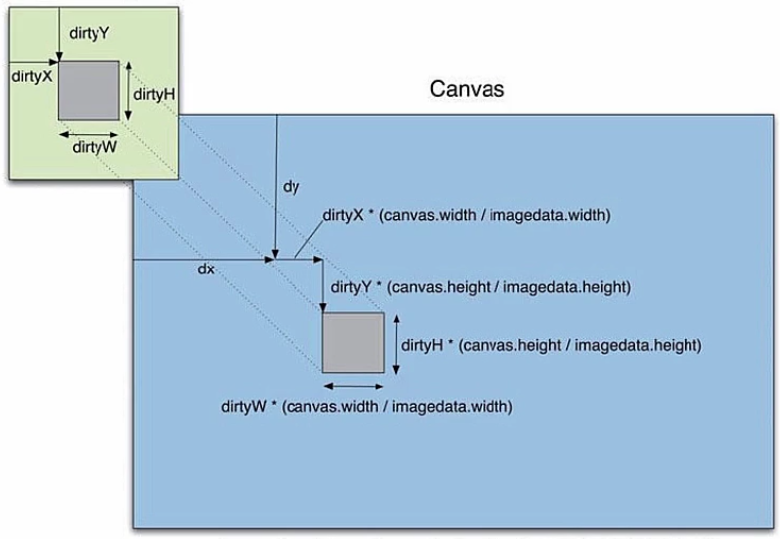 dirtyY
dirtyX
dirtyH
dirtyW
Canvas
dy
dirtyX * (canvas.width / imagedata.width)
dx
dirtyY * (canvas.height / imagedata.height)
dirtyH * (canvas.height / imagedata.height)
dirtyW * (canvas.width / imagedata.width)